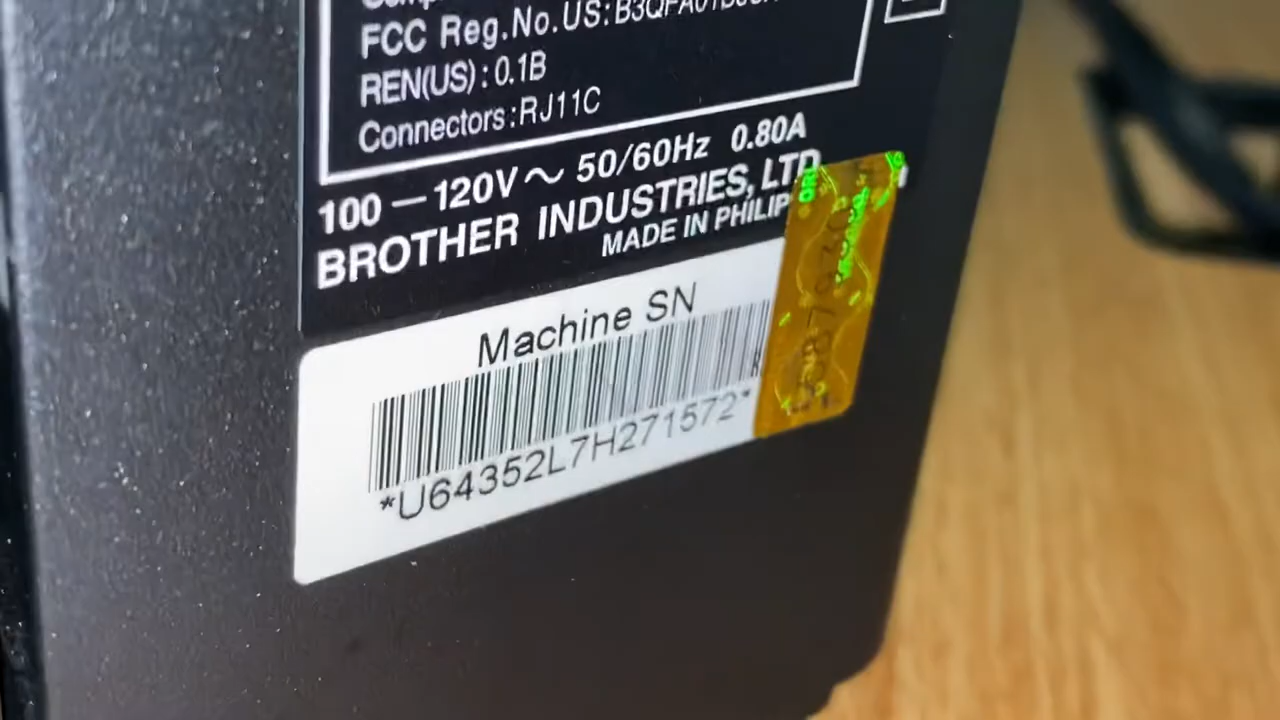 FCC Reg.No.US:
REN(US):0.1B
Connectors:RJ11C
100 — 120V ~ 50/60Hz 0.80A
BROTHER INDUSTRIES, LTD
MADE IN PHILIP
Machine SN
*U64352L7H271572*